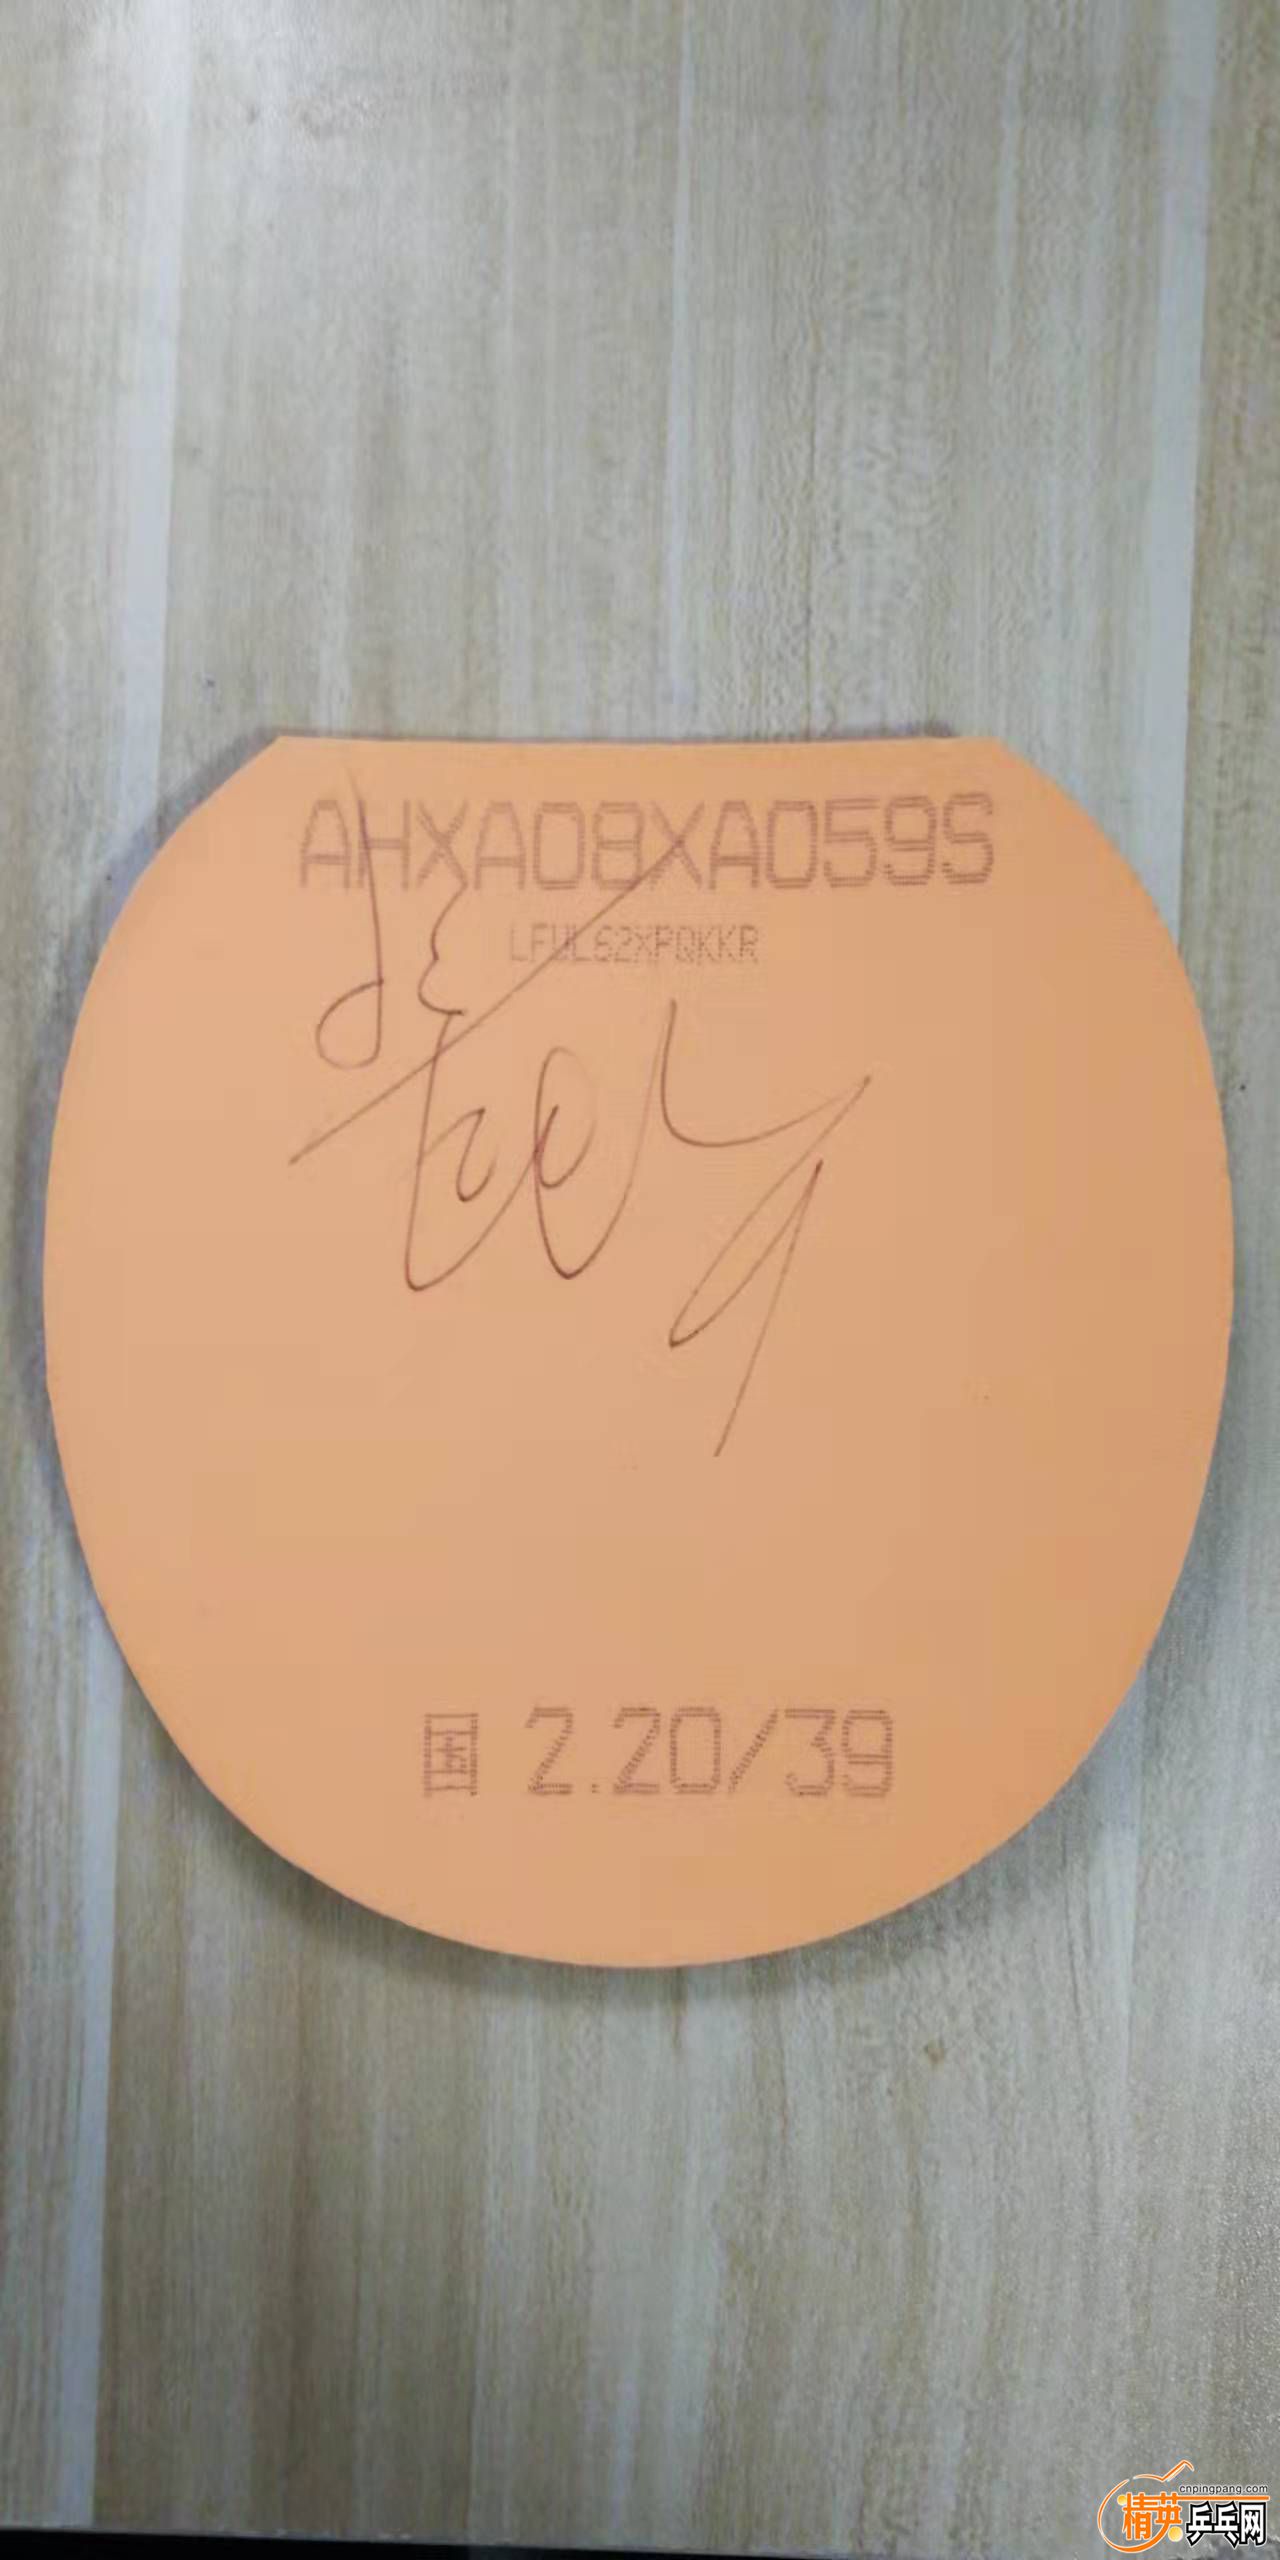 AHXA08XA059S
LFUL62XPQKKR
国 2.20/39
cnpingpang.com
精英乒乓网